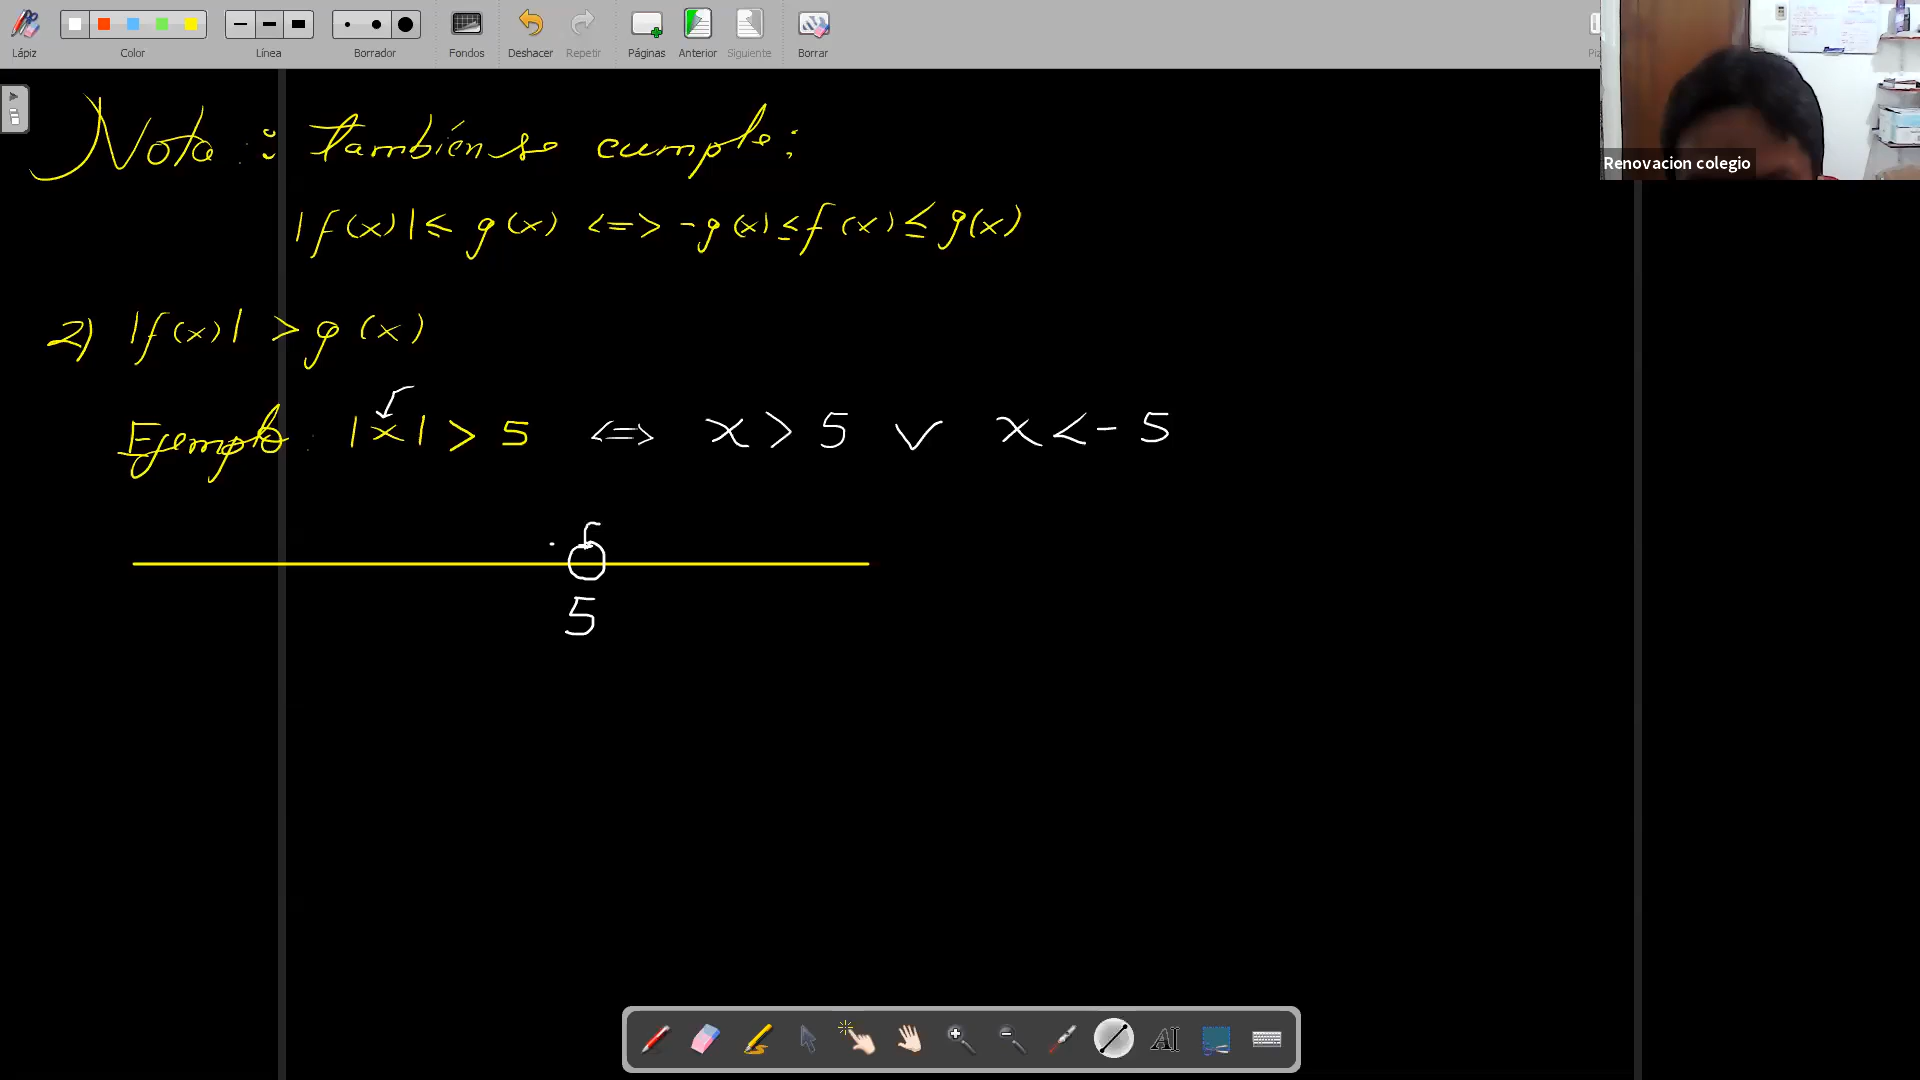 Lápiz Color Línea Borrador Fondos Deshacer Repetir Páginas Anterior Siguiente Borrar
Renovacion colegio
Nota: también se cumple:
|f(x)| ≤ g(x) <=> -g(x) ≤ f(x) ≤ g(x)
2) |f(x)| > g(x)
Ejemplo: |x| > 5 <=> x > 5 ∨ x < -5
5